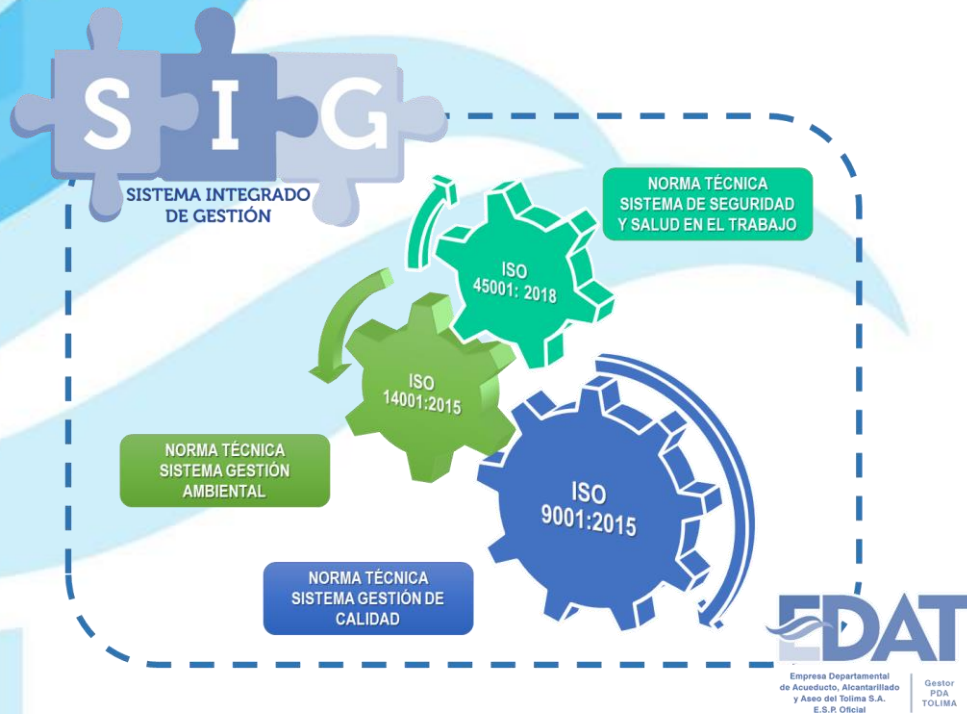 SIG
SISTEMA INTEGRADO
DE GESTIÓN
NORMA TÉCNICA
SISTEMA DE SEGURIDAD
Y SALUD EN EL TRABAJO
ISO
45001: 2018
ISO
14001:2015
NORMA TÉCNICA
SISTEMA GESTIÓN
AMBIENTAL
ISO
9001:2015
NORMA TÉCNICA
SISTEMA GESTIÓN DE
CALIDAD
EDAT
Empresa Departamental
de Acueducto, Alcantarillado
y Aseo del Tolima S.A.
E.S.P. Oficial
Gestor
PDA
TOLIMA